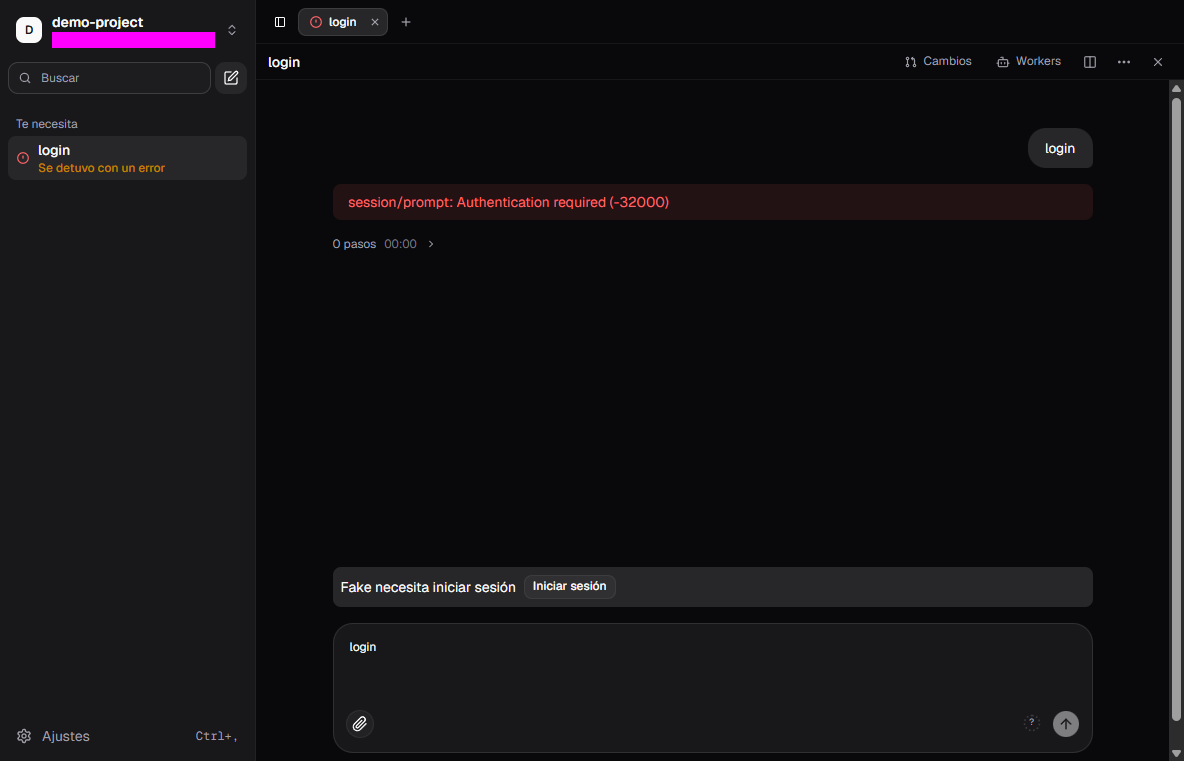 D
demo-project
Buscar
Te necesita
login
Se detuvo con un error
Ajustes
Ctrl+,
login
login
Cambios
Workers
login
session/prompt: Authentication required (-32000)
0 pasos 00:00
Fake necesita iniciar sesión
Iniciar sesión
login
?